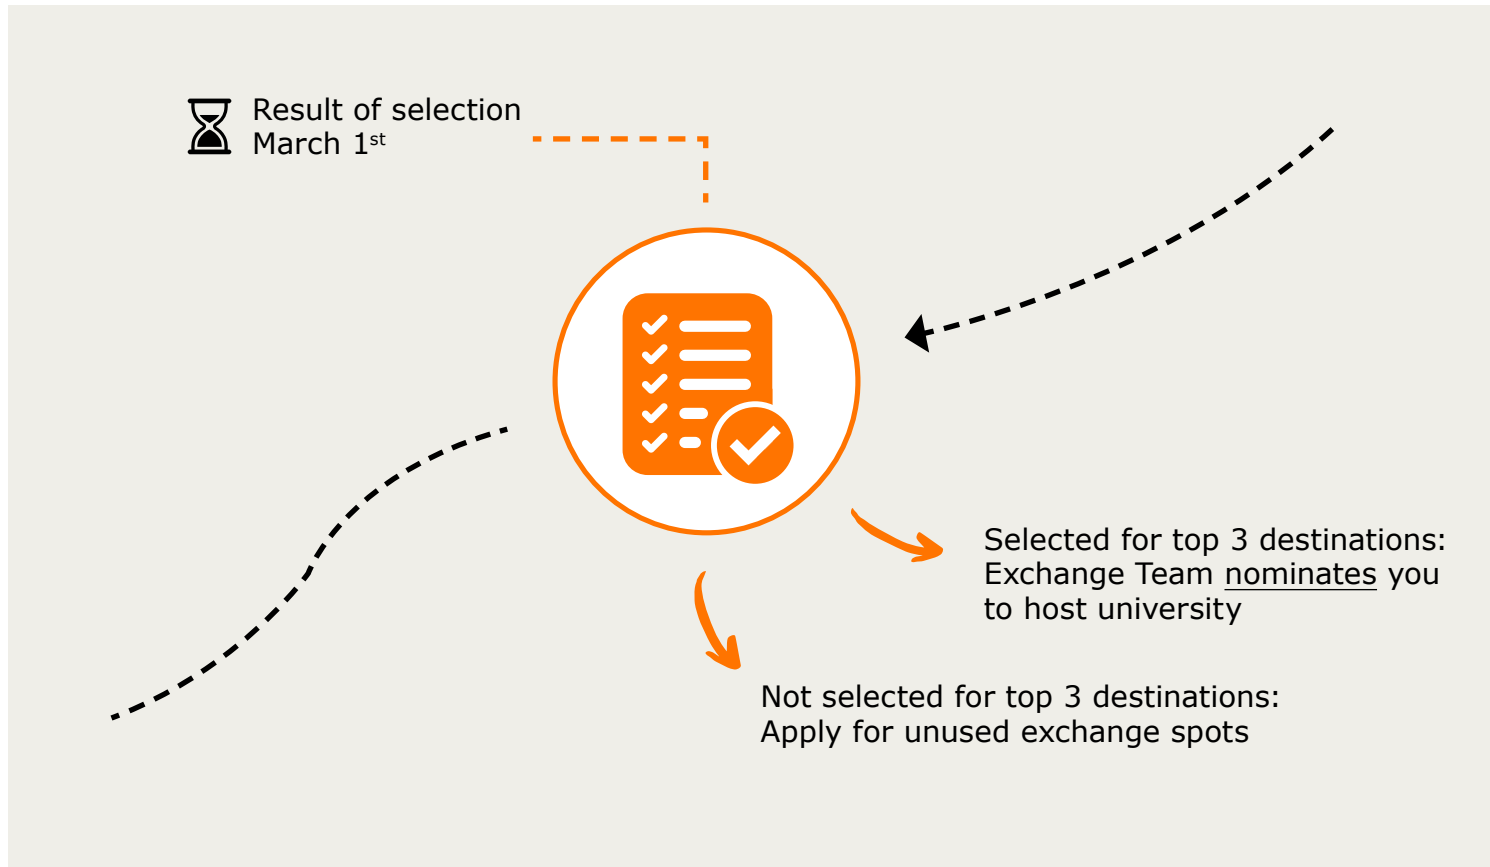 Result of selection
March 1st
Selected for top 3 destinations:
Exchange Team nominates you
to host university
Not selected for top 3 destinations:
Apply for unused exchange spots